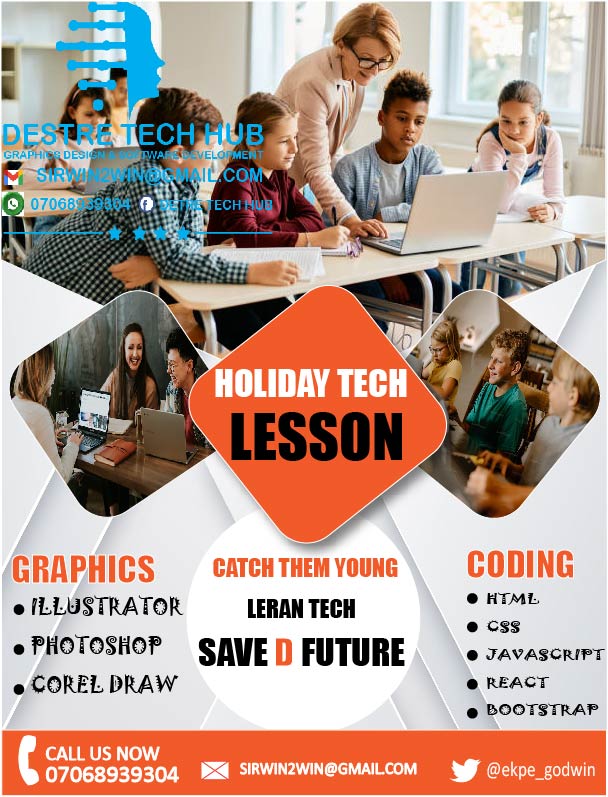 DESTRE TECH HUB
GRAPHICS DESIGN & SOFTWARE DEVELOPMENT
SIRWIN2WIN@GMAIL.COM
07068939304 DETRE TECH HUB
HOLIDAY TECH
LESSON
GRAPHICS
ILLUSTRATOR
PHOTOSHOP
COREL DRAW
CATCH THEM YOUNG
LERAN TECH
SAVE D FUTURE
CODING
HTML
CSS
JAVASCRIPT
REACT
BOOTSTRAP
CALL US NOW
07068939304
SIRWIN2WIN@GMAIL.COM
@ekpe_godwin